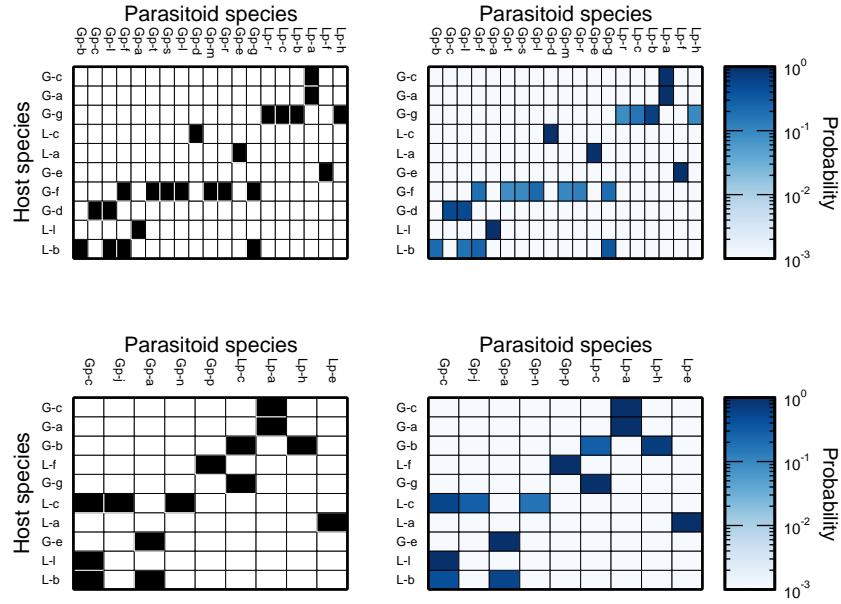 Parasitoid species
Parasitoid species
Gp-b Gp-c Gp-l Gp-f Gp-a Gp-t Gp-s Gp-l Gp-d Gp-m Gp-r Gp-e Gp-g Lp-r Lp-c Lp-b Lp-a Lp-f Lp-h
Gp-b Gp-c Gp-l Gp-f Gp-a Gp-t Gp-s Gp-l Gp-d Gp-m Gp-r Gp-e Gp-g Lp-r Lp-c Lp-b Lp-a Lp-f Lp-h
Host species
G-c
G-a
G-g
L-c
L-a
G-e
G-f
G-d
L-l
L-b
10^0
10^-1
10^-2
10^-3
Probability
Parasitoid species
Parasitoid species
Gp-c Gp-j Gp-a Gp-n Gp-p Lp-c Lp-a Lp-h Lp-e
Gp-c Gp-j Gp-a Gp-n Gp-p Lp-c Lp-a Lp-h Lp-e
Host species
G-c
G-a
G-b
L-f
G-g
L-c
L-a
G-e
L-l
L-b
G-c
G-a
G-g
L-c
L-a
G-e
G-f
G-d
L-l
L-b
G-c
G-a
G-b
L-f
G-g
L-c
L-a
G-e
L-l
L-b
10^0
10^-1
10^-2
10^-3
Probability